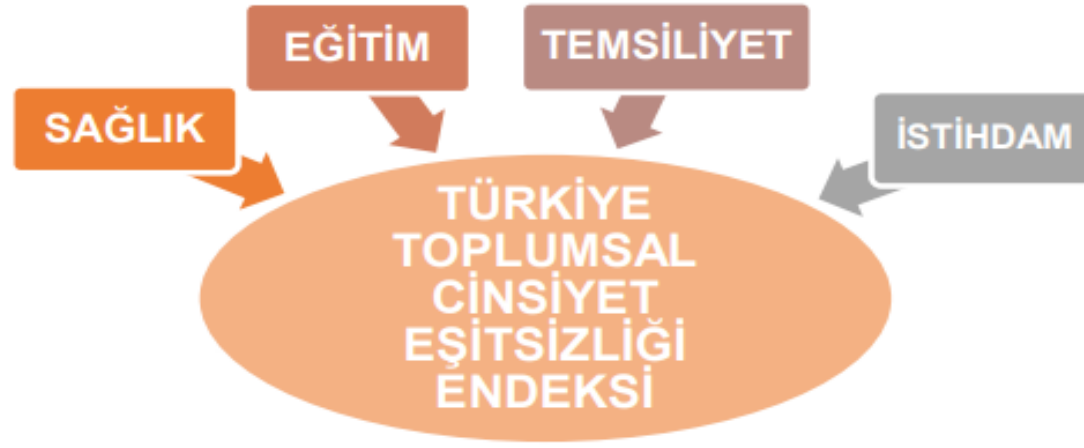 SAĞLIK
EĞİTİM
TEMSİLİYET
İSTİHDAM
TÜRKİYE
TOPLUMSAL
CİNSİYET
EŞİTSİZLİĞİ
ENDEKSİ